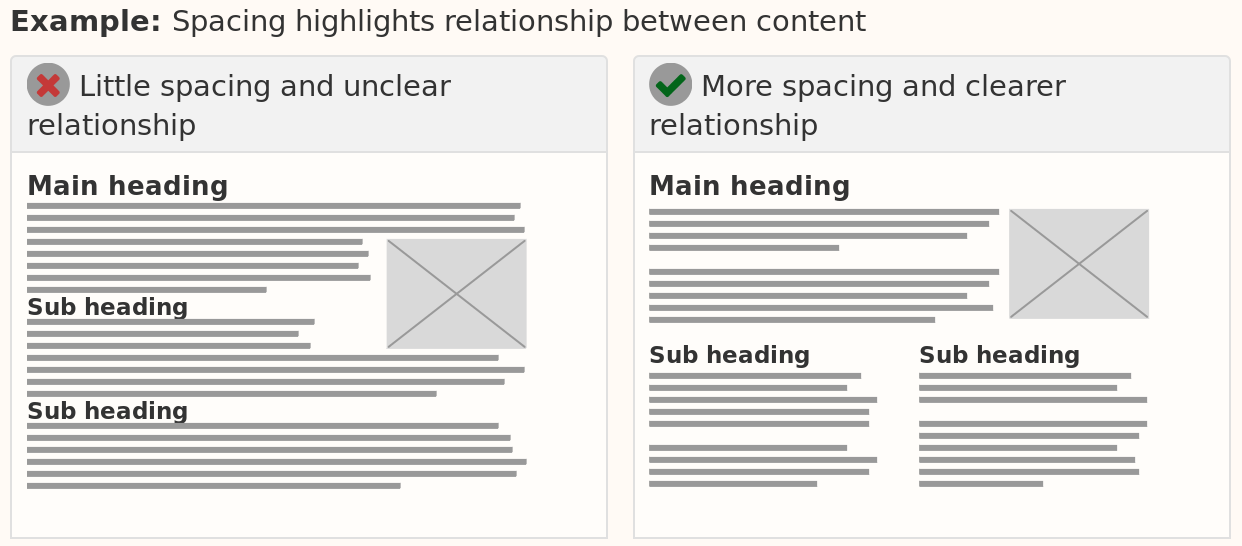 Example: Spacing highlights relationship between content
Little spacing and unclear
relationship
Main heading
Sub heading
Sub heading
More spacing and clearer
relationship
Main heading
Sub heading
Sub heading